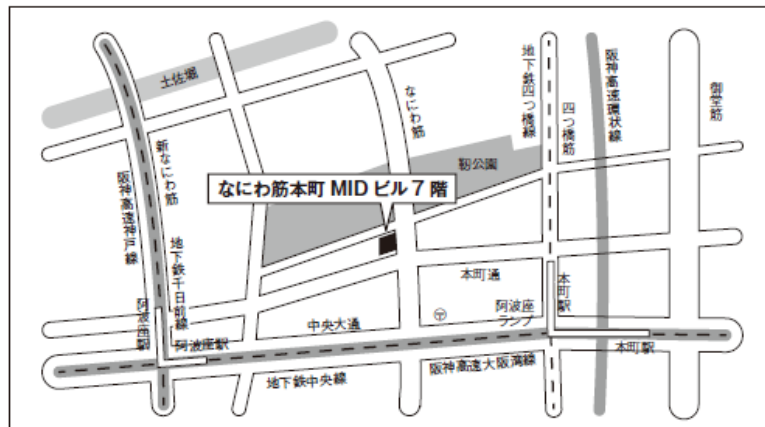 土佐堀
なにわ筋
地下鉄四つ橋線
四つ橋筋
阪神高速環状線
御堂筋
新なにわ筋
阪神高速神戸線
靱公園
なにわ筋本町 MID ビル 7 階
地下鉄千日前線
本町通
本町駅
阿波座駅
阿波座
ランプ
〒
中央大通
阿波座駅
本町駅
阪神高速大阪湾線
地下鉄中央線